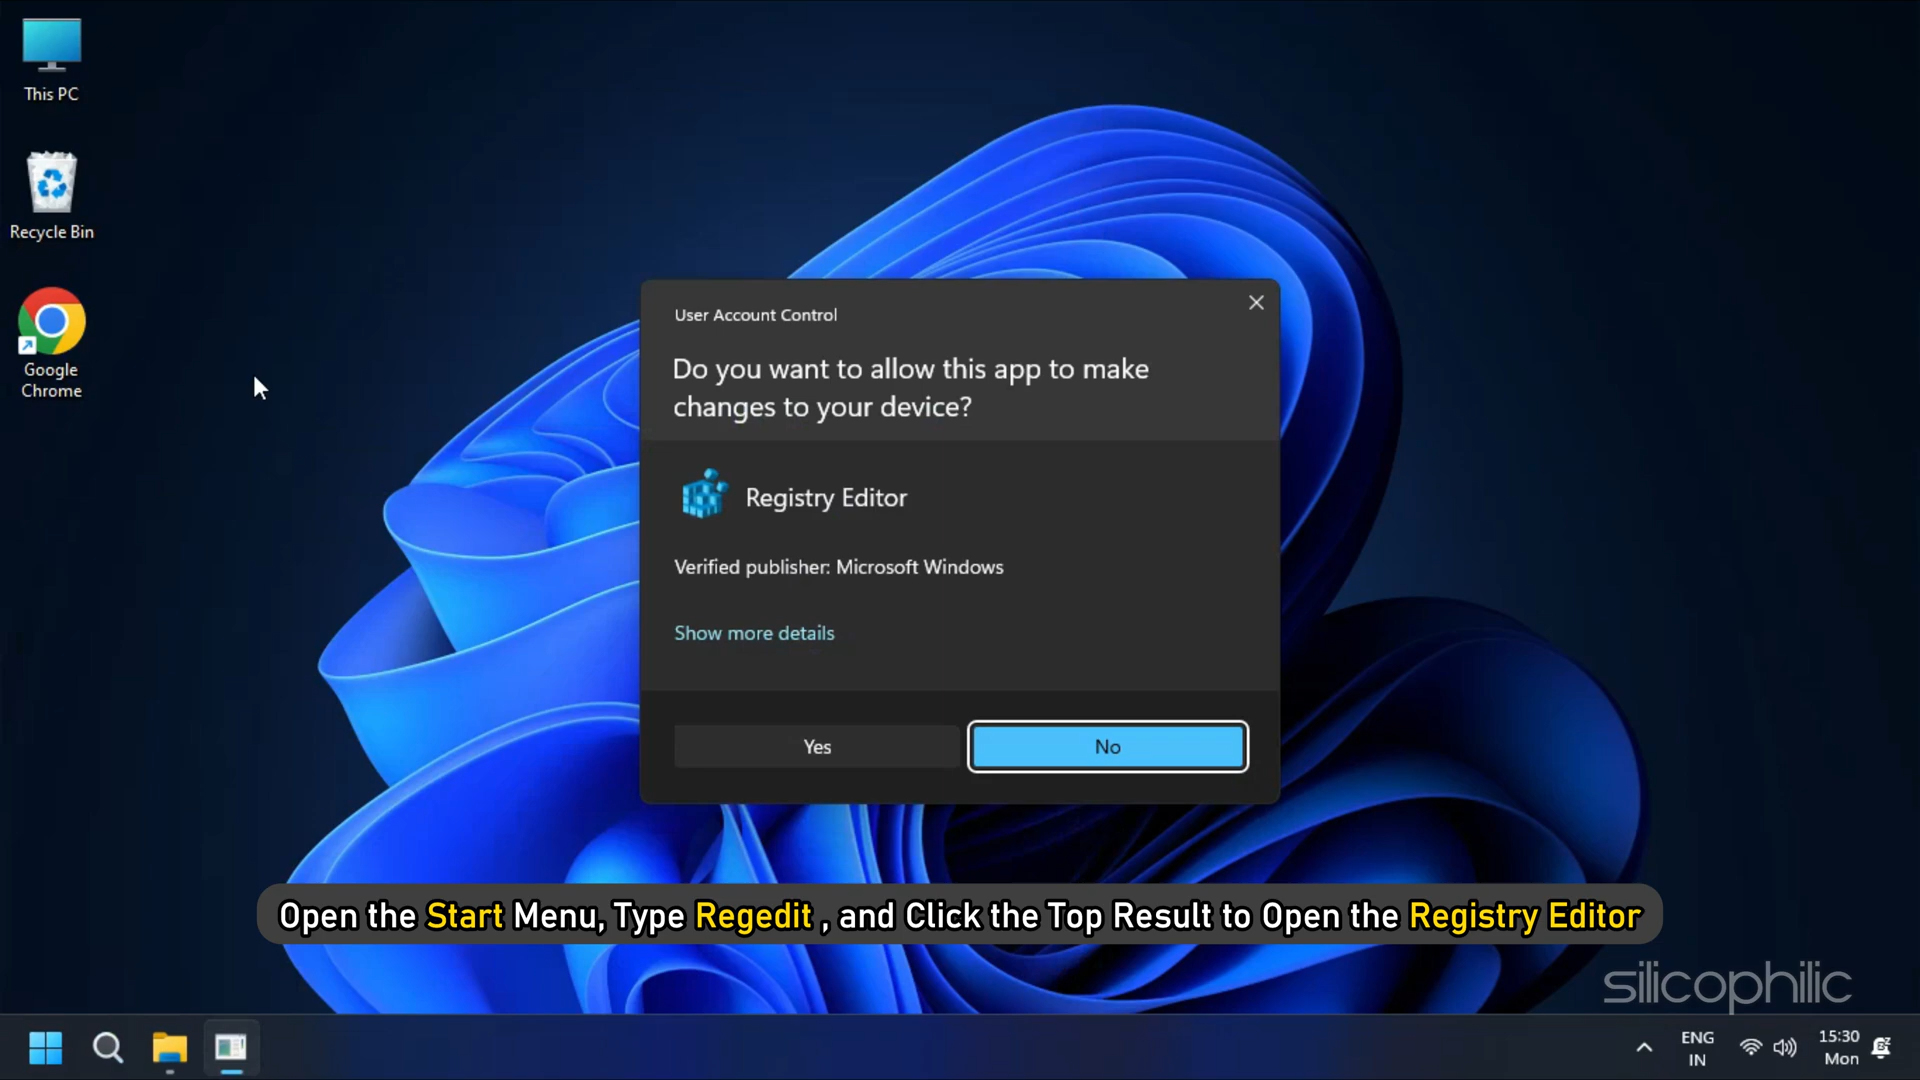 This PC
Recycle Bin
Google
Chrome
User Account Control
Do you want to allow this app to make
changes to your device?
Registry Editor
Verified publisher: Microsoft Windows
Show more details
Yes
No
Open the Start Menu, Type Regedit , and Click the Top Result to Open the Registry Editor
silicophilic
ENG
IN
15:30
Mon